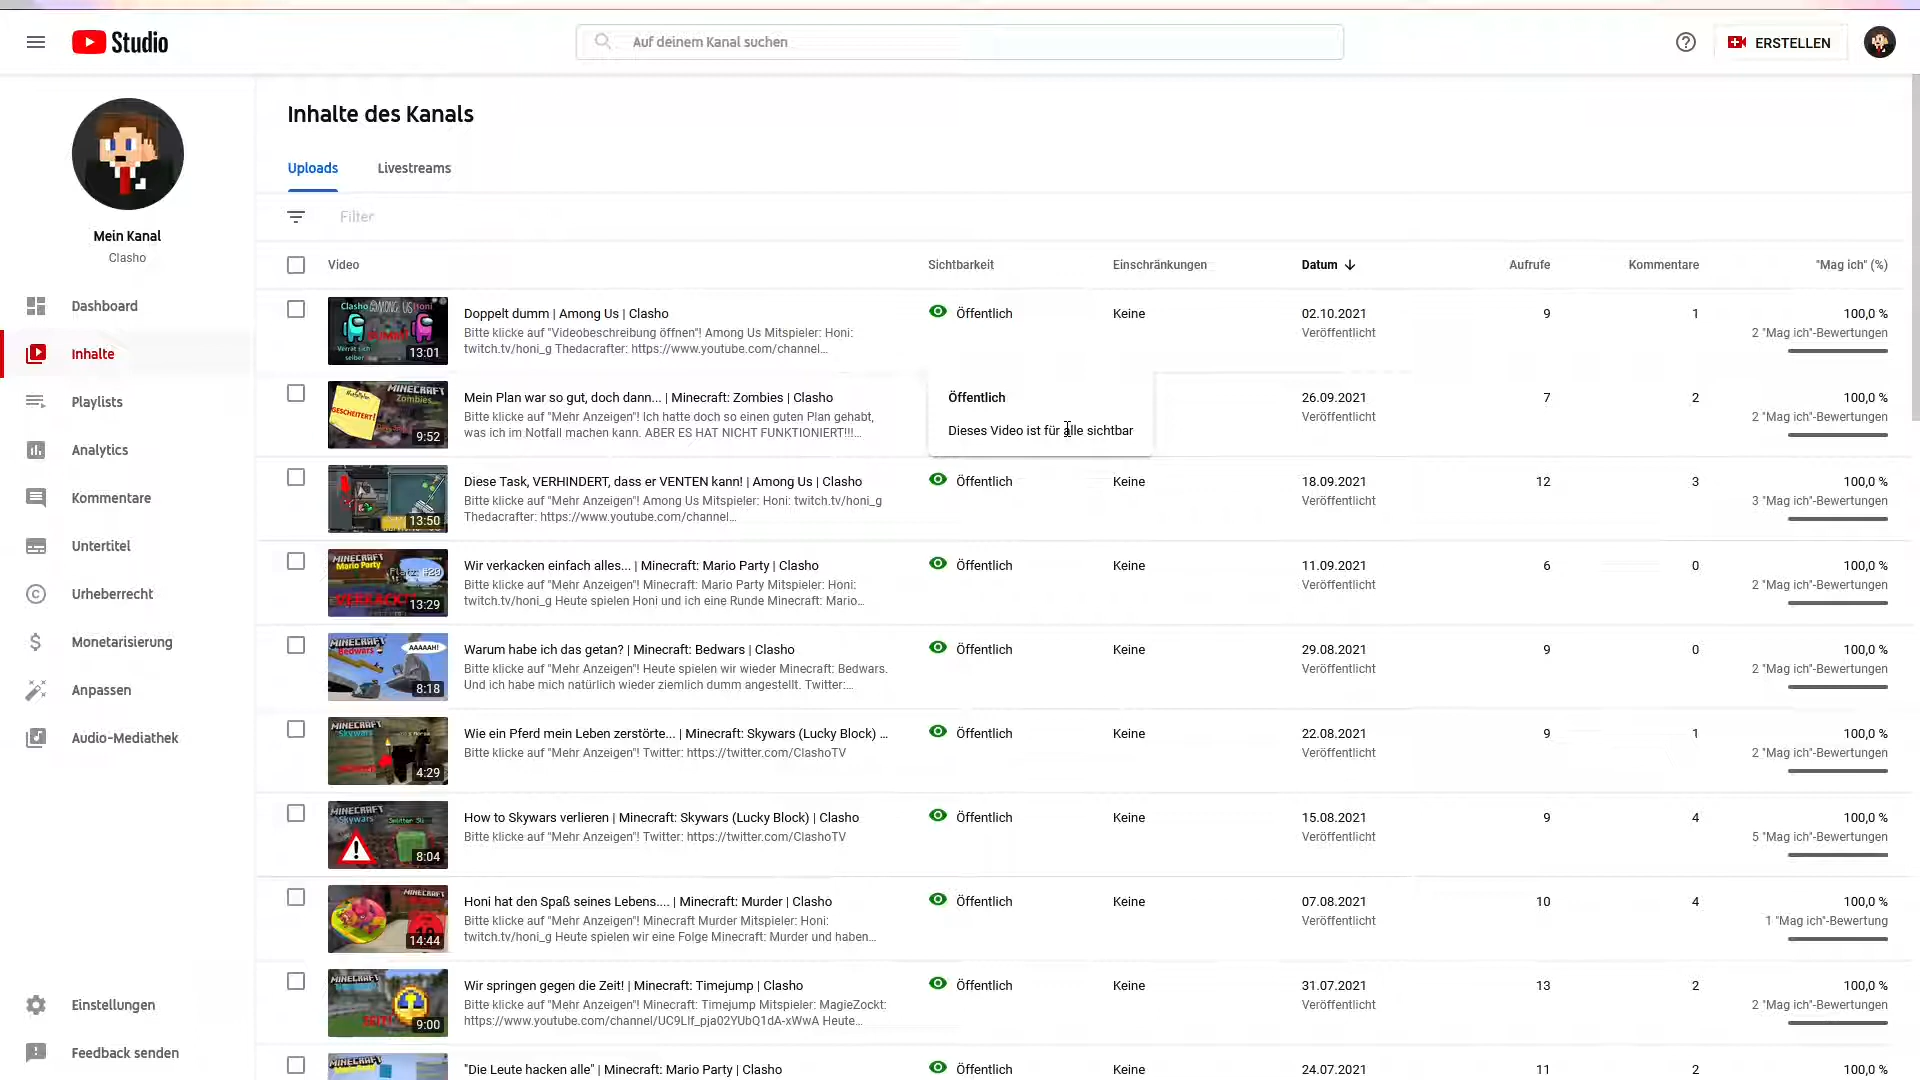 Studio
Auf deinem Kanal suchen
ERSTELLEN
Mein Kanal
Clasho
Dashboard
Inhalte
Playlists
Analytics
Kommentare
Untertitel
Urheberrecht
Monetarisierung
Anpassen
Audio-Mediathek
Einstellungen
Feedback senden
Inhalte des Kanals
Uploads Livestreams
Filter
Video Sichtbarkeit Einschränkungen Datum Aufrufe Kommentare "Mag ich" (%)
13:01
Doppelt dumm | Among Us | Clasho Öffentlich Keine 02.10.2021 9 1 100,0 %
Bitte klicke auf "Videobeschreibung öffnen"! Among Us Mitspieler: Honi: Veröffentlicht 2 "Mag ich"-Bewertungen
twitch.tv/honi_g Thedacrafter: https://www.youtube.com/channel…
MINECRAFT
Zombies
GESCHEITERT!
9:52
Mein Plan war so gut, doch dann... | Minecraft: Zombies | Clasho Öffentlich 26.09.2021 7 2 100,0 %
Bitte klicke auf "Mehr Anzeigen"! Ich hatte doch so einen guten Plan gehabt, Dieses Video ist für alle sichtbar Veröffentlicht 2 "Mag ich"-Bewertungen
was ich im Notfall machen kann. ABER ES HAT NICHT FUNKTIONIERT!!!…
13:50
Diese Task, VERHINDERT, dass er VENTEN kann! | Among Us | Clasho Öffentlich Keine 18.09.2021 12 3 100,0 %
Bitte klicke auf "Mehr Anzeigen"! Among Us Mitspieler: Honi: twitch.tv/honi_g Veröffentlicht 3 "Mag ich"-Bewertungen
Thedacrafter: https://www.youtube.com/channel…
MINECRAFT
Mario Party
13:29
Wir verkacken einfach alles... | Minecraft: Mario Party | Clasho Öffentlich Keine 11.09.2021 6 0 100,0 %
Bitte klicke auf "Mehr Anzeigen"! Minecraft: Mario Party Mitspieler: Honi: Veröffentlicht 2 "Mag ich"-Bewertungen
twitch.tv/honi_g Heute spielen Honi und ich eine Runde Minecraft: Mario…
MINECRAFT
Bedwars
AAAAAH!
8:18
Warum habe ich das getan? | Minecraft: Bedwars | Clasho Öffentlich Keine 29.08.2021 9 0 100,0 %
Bitte klicke auf "Mehr Anzeigen"! Heute spielen wir wieder Minecraft: Bedwars. Veröffentlicht 2 "Mag ich"-Bewertungen
Und ich habe mich natürlich wieder ziemlich dumm angestellt. Twitter:…
MINECRAFT
Skywars
4:29
Wie ein Pferd mein Leben zerstörte... | Minecraft: Skywars (Lucky Block) … Öffentlich Keine 22.08.2021 9 1 100,0 %
Bitte klicke auf "Mehr Anzeigen"! Twitter: https://twitter.com/ClashoTV Veröffentlicht 2 "Mag ich"-Bewertungen
MINECRAFT
Skywars
8:04
How to Skywars verlieren | Minecraft: Skywars (Lucky Block) | Clasho Öffentlich Keine 15.08.2021 9 4 100,0 %
Bitte klicke auf "Mehr Anzeigen"! Twitter: https://twitter.com/ClashoTV Veröffentlicht 5 "Mag ich"-Bewertungen
MINECRAFT
14:44
Honi hat den Spaß seines Lebens.... | Minecraft: Murder | Clasho Öffentlich Keine 07.08.2021 10 4 100,0 %
Bitte klicke auf "Mehr Anzeigen"! Minecraft Murder Mitspieler: Honi: Veröffentlicht 1 "Mag ich"-Bewertung
twitch.tv/honi_g Heute spielen wir eine Folge Minecraft: Murder und haben…
MINECRAFT
9:00
Wir springen gegen die Zeit! | Minecraft: Timejump | Clasho Öffentlich Keine 31.07.2021 13 2 100,0 %
Bitte klicke auf "Mehr Anzeigen"! Minecraft: Timejump Mitspieler: MagieZockt: Veröffentlicht 2 "Mag ich"-Bewertungen
https://www.youtube.com/channel/UC9Llf_pja02YUbQ1dA-xWwA Heute…
"Die Leute hacken alle" | Minecraft: Mario Party | Clasho Öffentlich Keine 24.07.2021 11 2 100,0 %